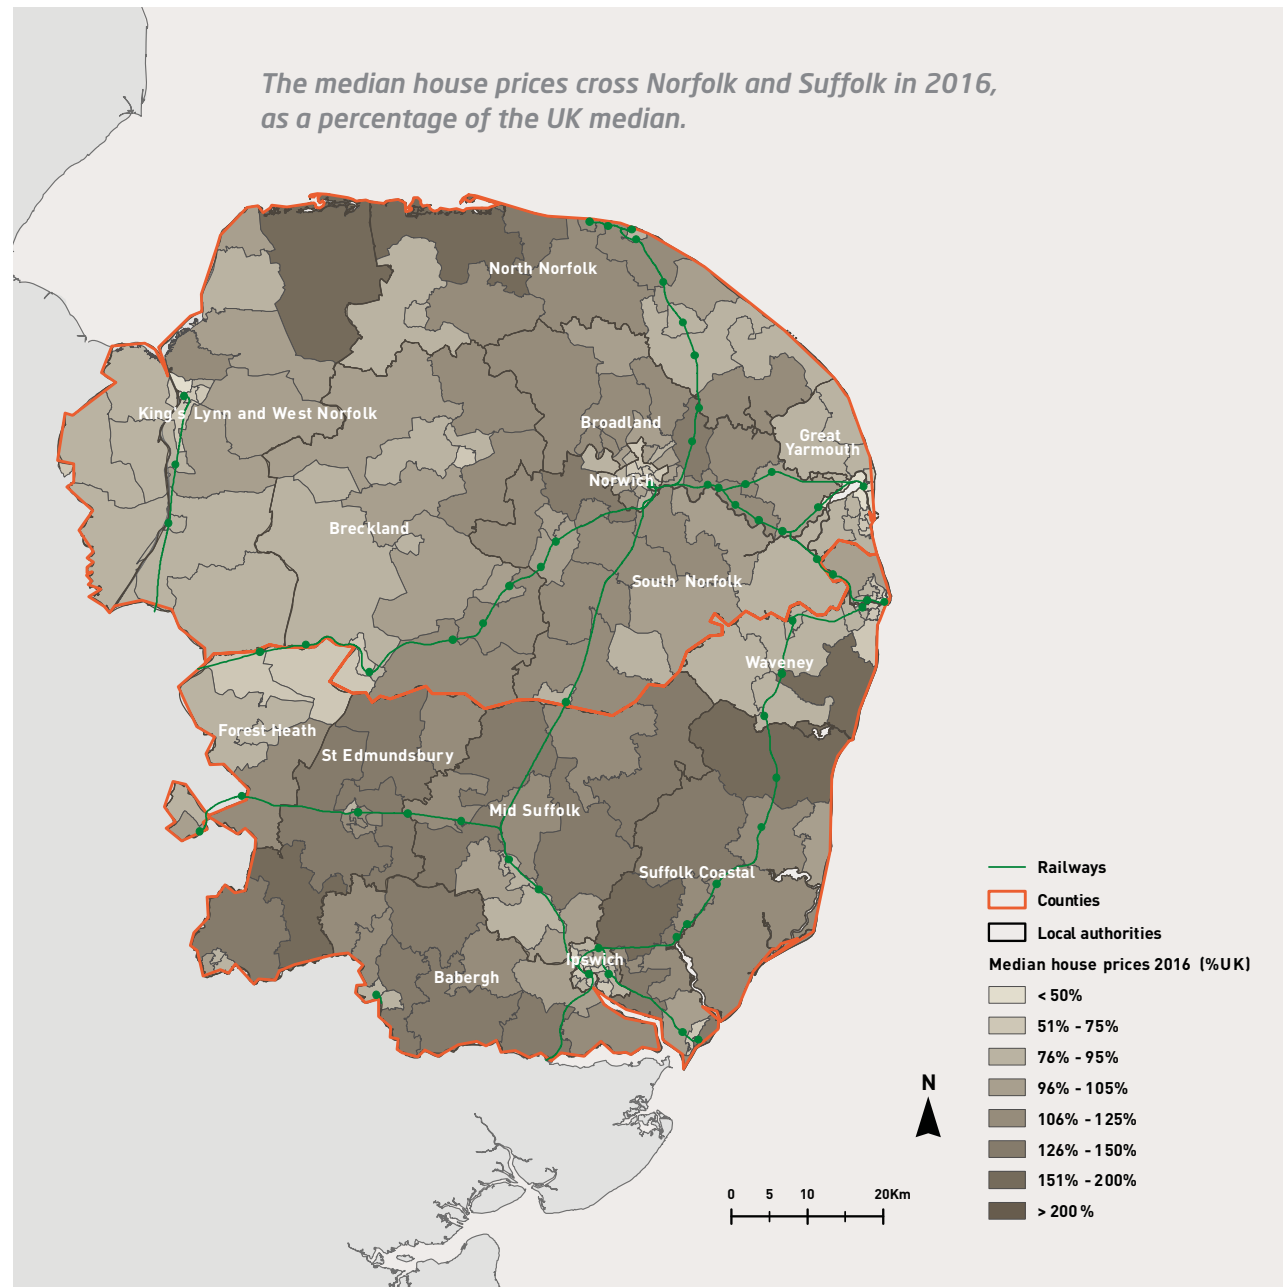 The median house prices cross Norfolk and Suffolk in 2016,
as a percentage of the UK median.
North Norfolk
King's Lynn and West Norfolk
Broadland
Great
Yarmouth
Norwich
Breckland
South Norfolk
Waveney
Forest Heath
St Edmundsbury
Mid Suffolk
Suffolk Coastal
Ipswich
Babergh
Railways
Counties
Local authorities
Median house prices 2016 (%UK)
< 50%
51% - 75%
76% - 95%
96% - 105%
106% - 125%
126% - 150%
151% - 200%
> 200 %
N
0 5 10 20Km